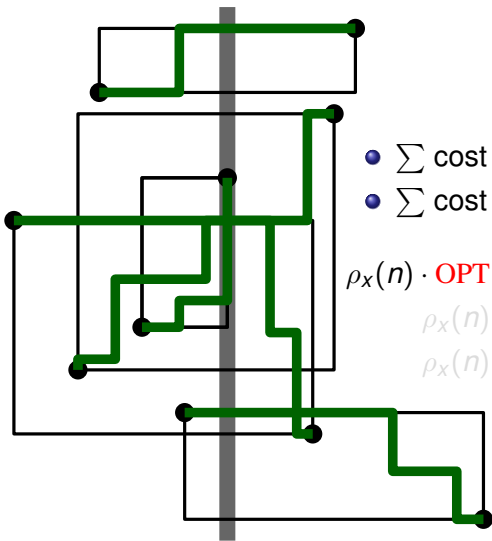 ∑ cost
∑ cost
ρₓ(n) · OPT
ρₓ(n)
ρₓ(n)